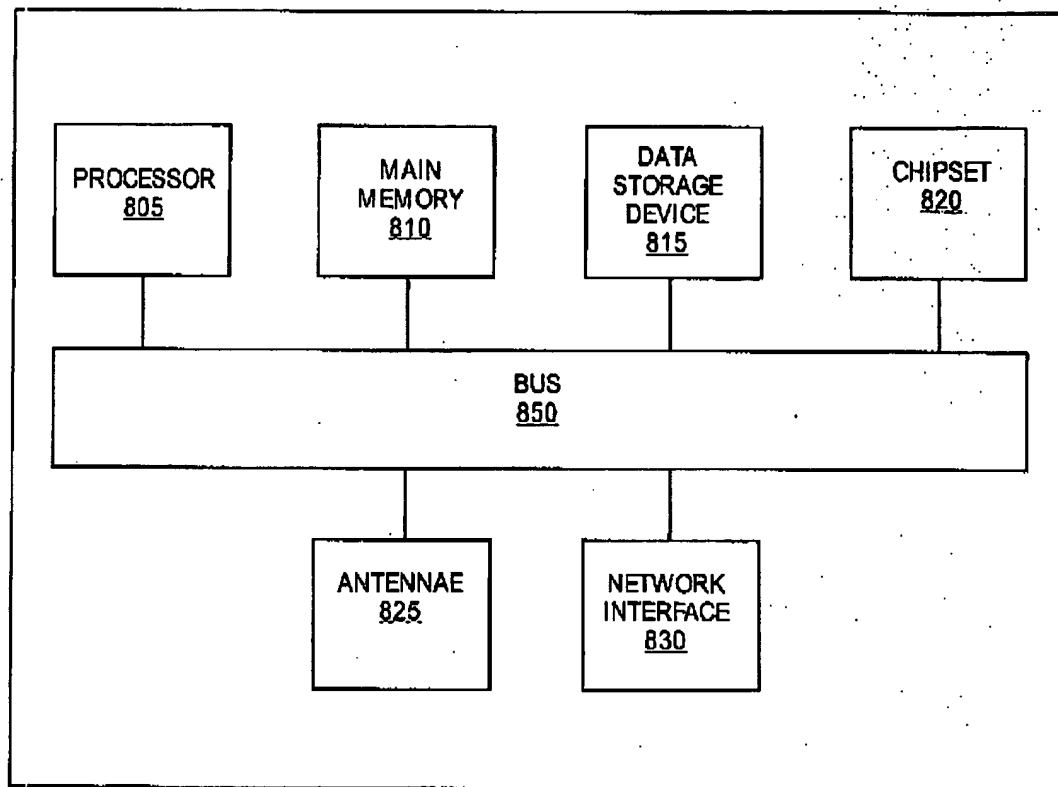 PROCESSOR
805
MAIN
MEMORY
810
DATA
STORAGE
DEVICE
815
CHIPSET
820
BUS
850
ANTENNAE
825
NETWORK
INTERFACE
830